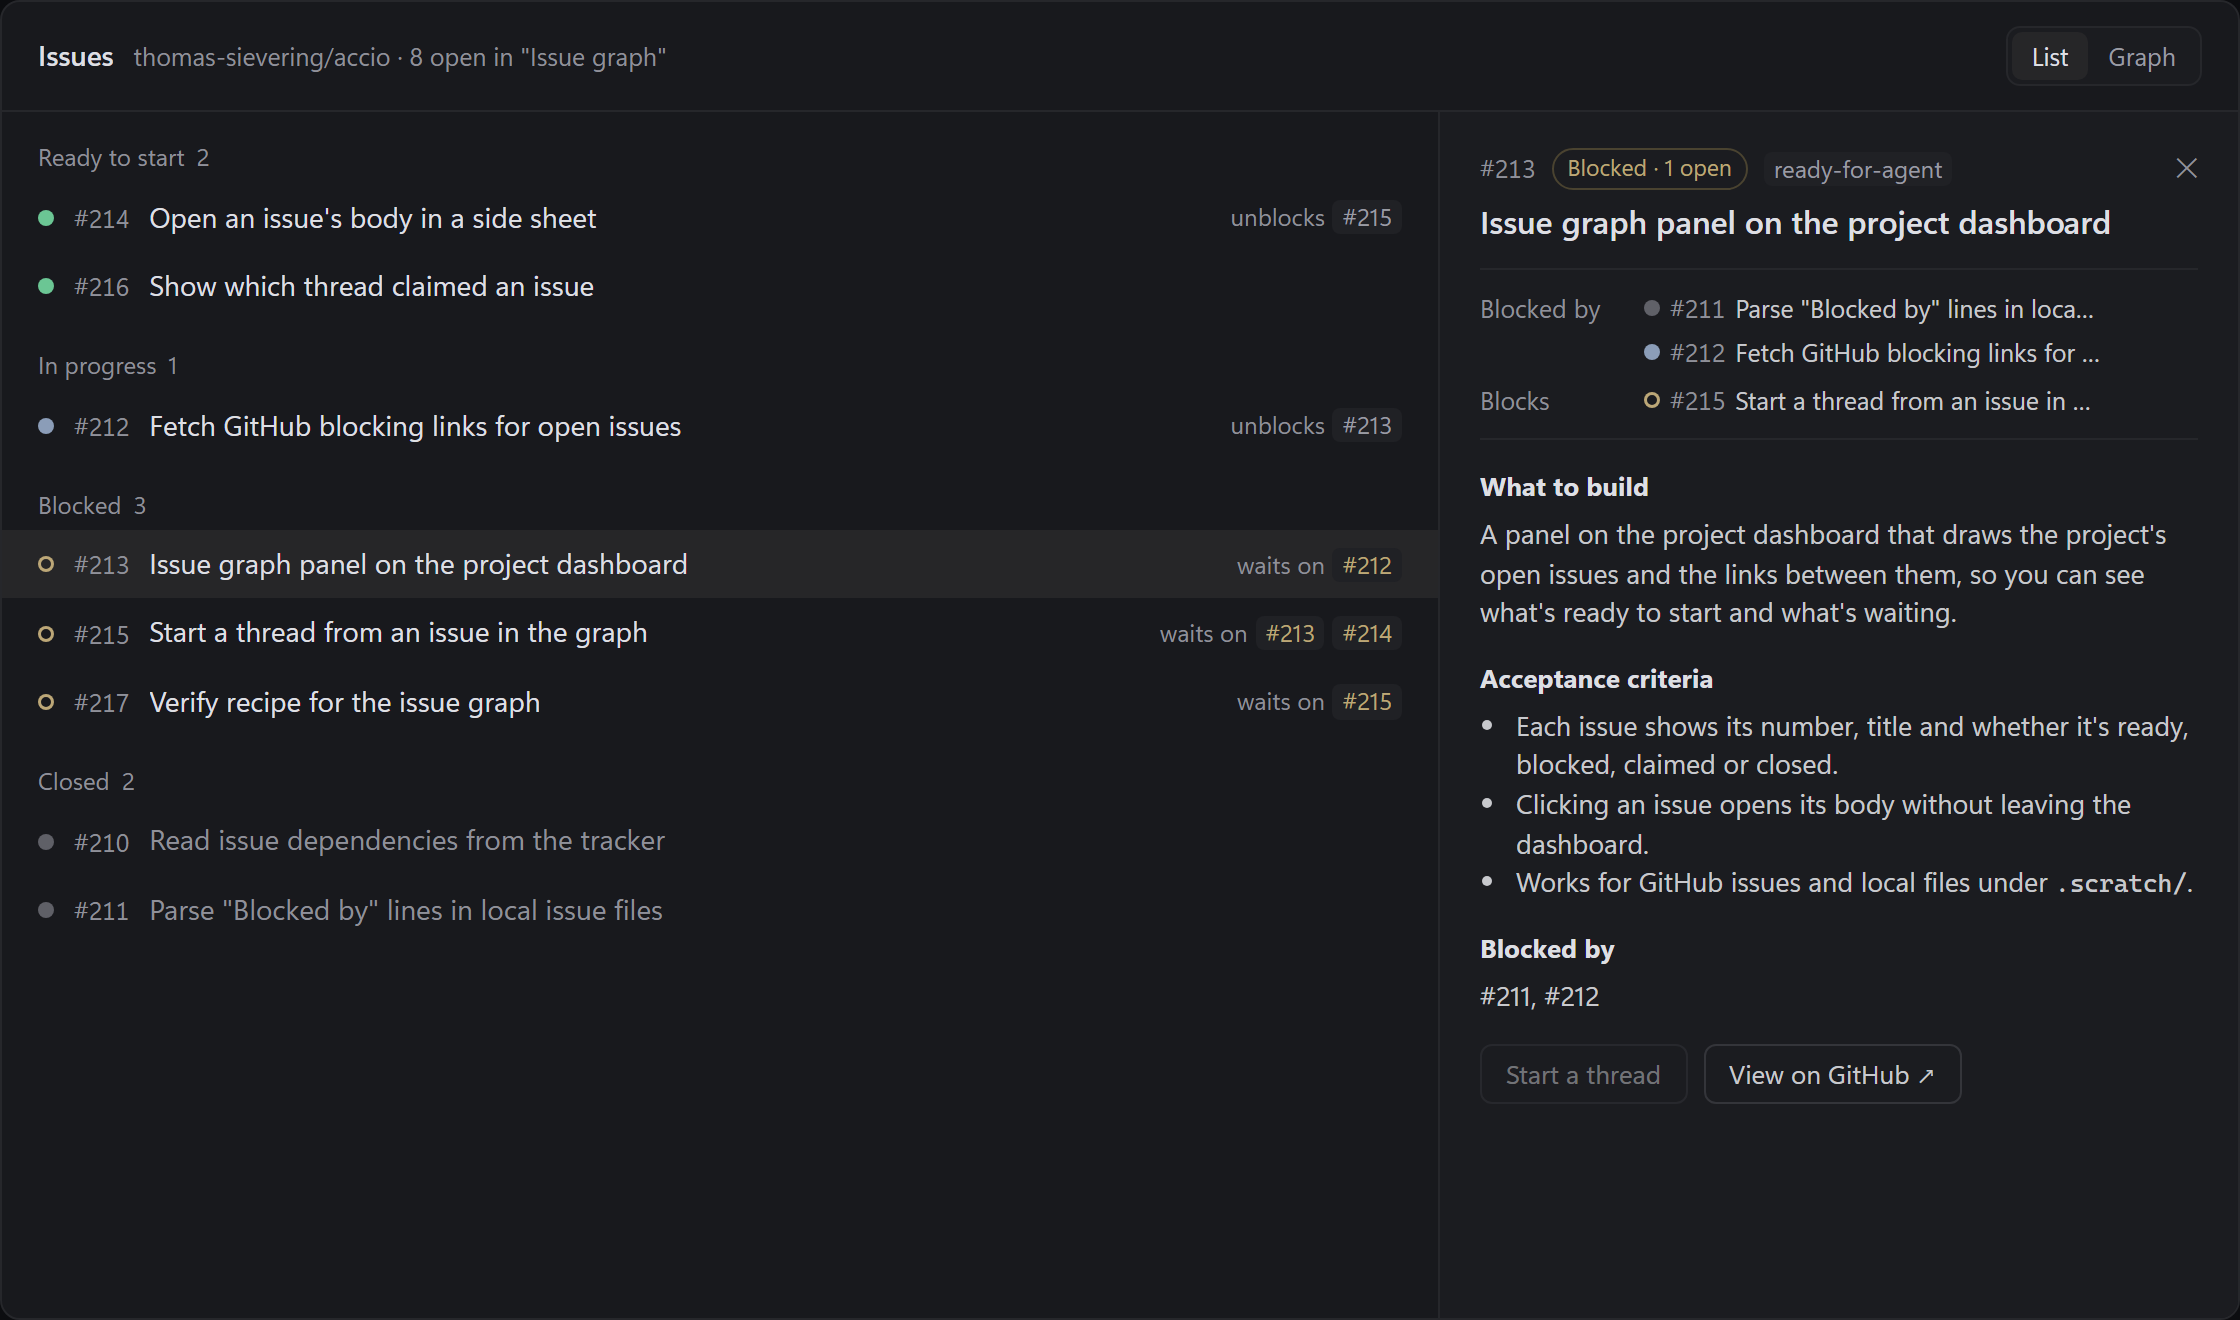 Issues thomas-sievering/accio · 8 open in "Issue graph"
List Graph
Ready to start 2
#214 Open an issue's body in a side sheet unblocks #215
#216 Show which thread claimed an issue
In progress 1
#212 Fetch GitHub blocking links for open issues unblocks #213
Blocked 3
#213 Issue graph panel on the project dashboard waits on #212
#215 Start a thread from an issue in the graph waits on #213 #214
#217 Verify recipe for the issue graph waits on #215
Closed 2
#210 Read issue dependencies from the tracker
#211 Parse "Blocked by" lines in local issue files
#213 Blocked · 1 open ready-for-agent
Issue graph panel on the project dashboard
Blocked by #211 Parse "Blocked by" lines in loca...
#212 Fetch GitHub blocking links for ...
Blocks #215 Start a thread from an issue in ...
What to build
A panel on the project dashboard that draws the project's
open issues and the links between them, so you can see
what's ready to start and what's waiting.
Acceptance criteria
• Each issue shows its number, title and whether it's ready,
blocked, claimed or closed.
• Clicking an issue opens its body without leaving the
dashboard.
• Works for GitHub issues and local files under .scratch/.
Blocked by
#211, #212
Start a thread View on GitHub ↗